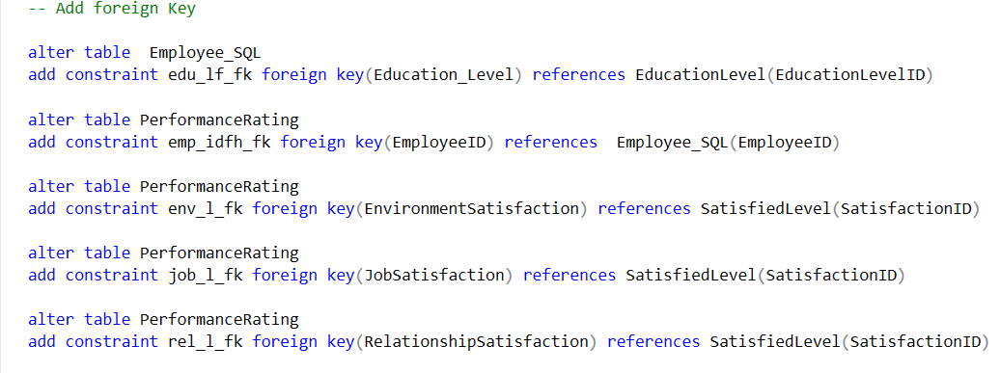 -- Add foreign Key
alter table  Employee_SQL
add constraint edu_lf_fk foreign key(Education_Level) references EducationLevel(EducationLevelID)
alter table PerformanceRating
add constraint emp_idfh_fk foreign key(EmployeeID) references  Employee_SQL(EmployeeID)
alter table PerformanceRating
add constraint env_l_fk foreign key(EnvironmentSatisfaction) references SatisfiedLevel(SatisfactionID)
alter table PerformanceRating
add constraint job_l_fk foreign key(JobSatisfaction) references SatisfiedLevel(SatisfactionID)
alter table PerformanceRating
add constraint rel_l_fk foreign key(RelationshipSatisfaction) references SatisfiedLevel(SatisfactionID)